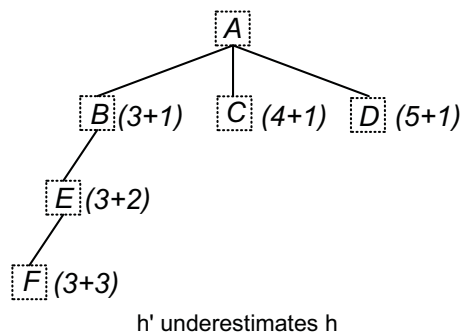 A
B (3+1) C (4+1) D (5+1)
E (3+2)
F (3+3)
h' underestimates h